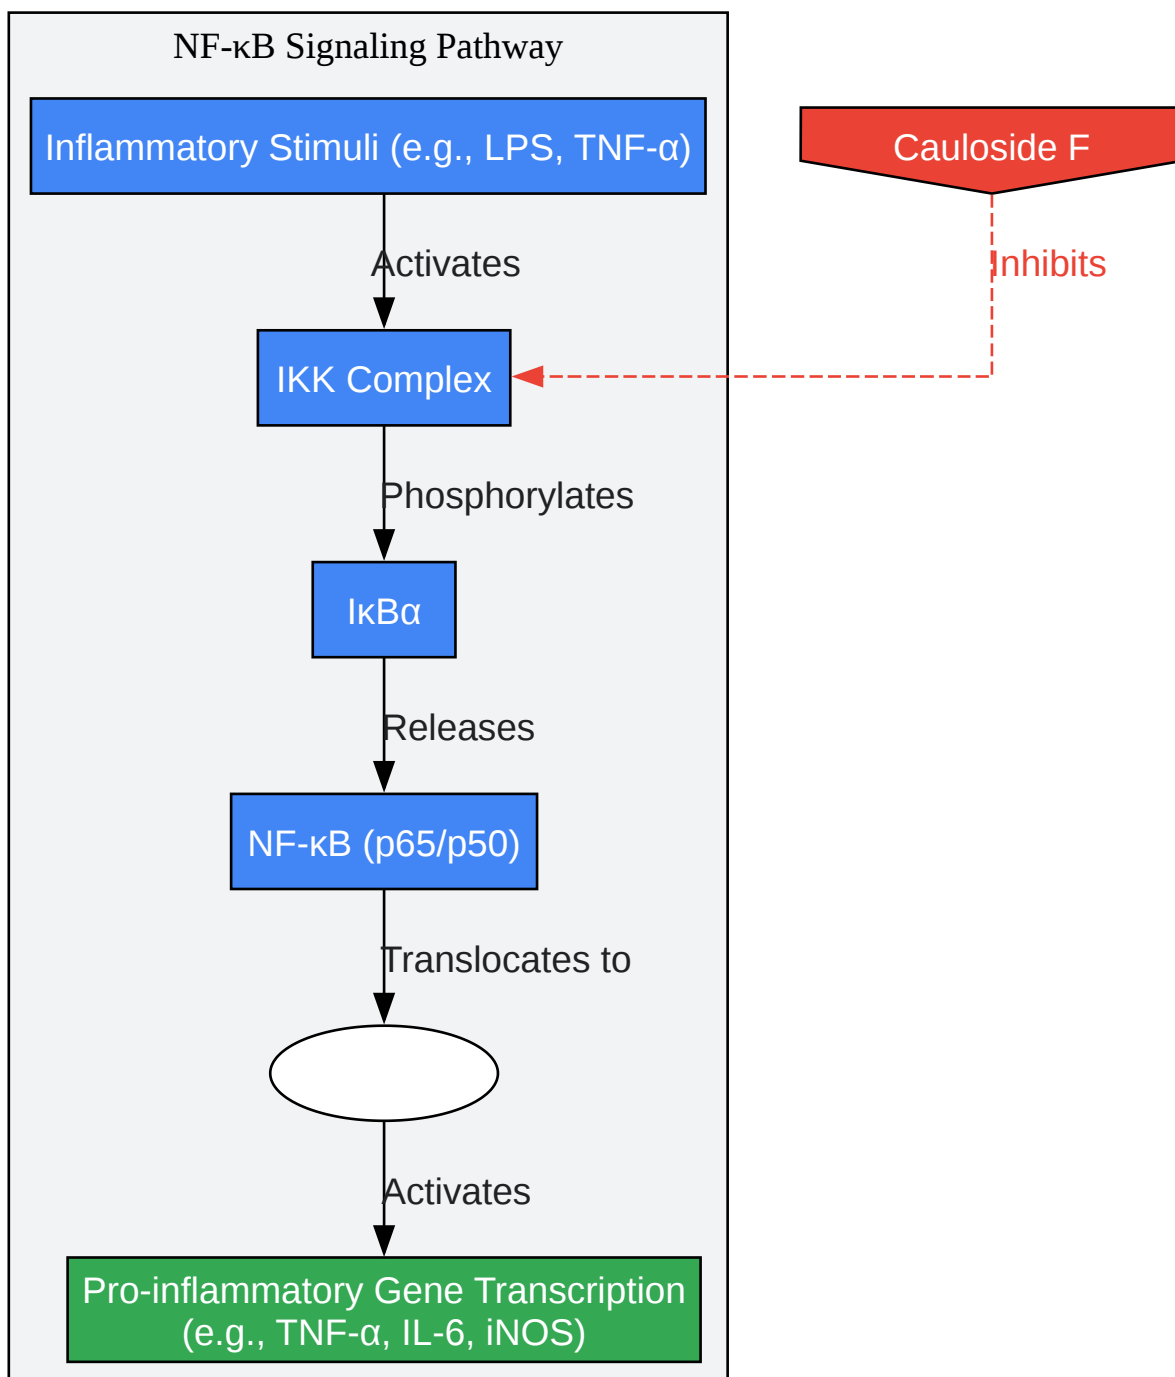 NF-κB Signaling Pathway
Inflammatory Stimuli (e.g., LPS, TNF-α)
Cauloside F
Activates
Inhibits
IKK Complex
Phosphorylates
IκBα
Releases
NF-κB (p65/p50)
Translocates to
Activates
Pro-inflammatory Gene Transcription
(e.g., TNF-α, IL-6, iNOS)